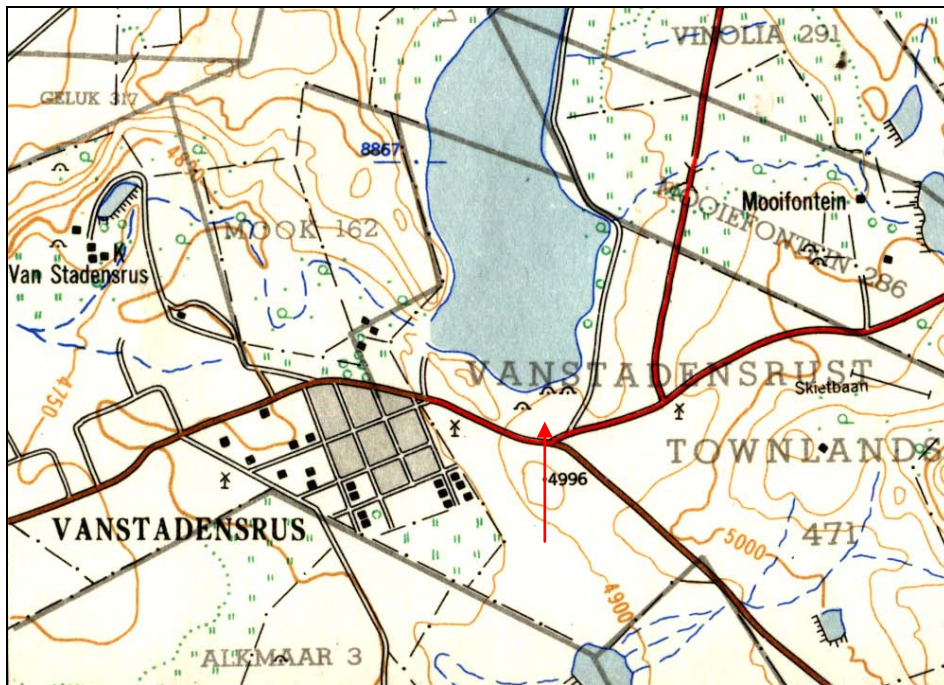 VINOLIA 291
GELUK 317
8867
MOOK 162
Mooifontein
MOOIEFONTEIN 286
Van Stadensrus
4750
VANSTADENSRUST
Skietbaan
TOWNLANDS
4996
VANSTADENSRUS
5000
471
4900
ALKMAAR 3